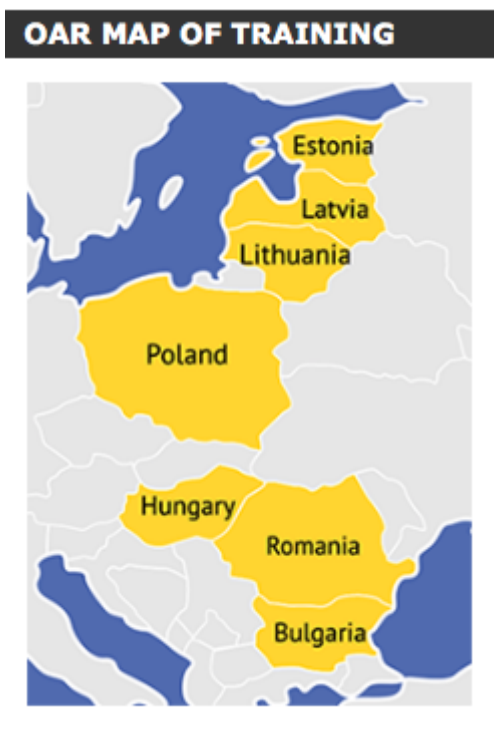 OAR MAP OF TRAINING
Estonia
Latvia
Lithuania
Poland
Hungary
Romania
Bulgaria